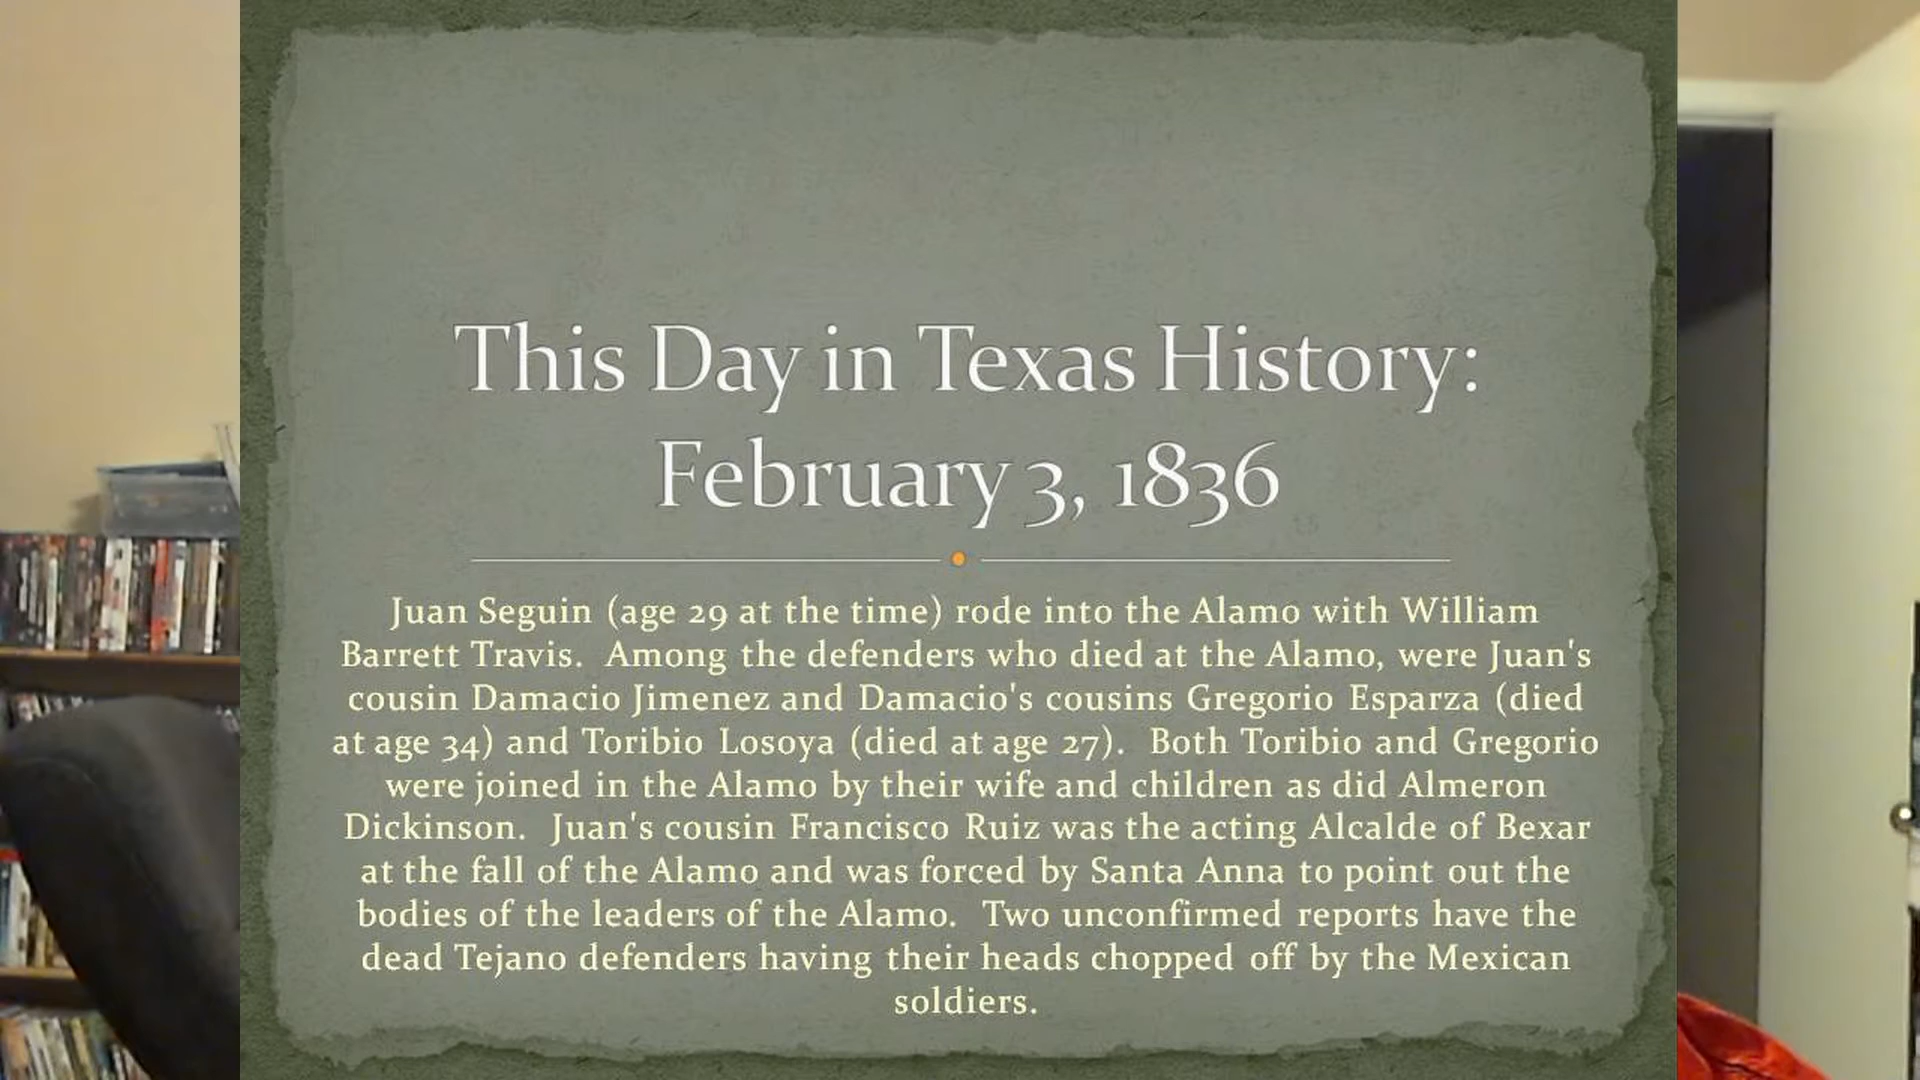 This Day in Texas History:
February 3, 1836
Juan Seguin (age 29 at the time) rode into the Alamo with William
Barrett Travis.  Among the defenders who died at the Alamo, were Juan's
cousin Damacio Jimenez and Damacio's cousins Gregorio Esparza (died
at age 34) and Toribio Losoya (died at age 27).  Both Toribio and Gregorio
were joined in the Alamo by their wife and children as did Almeron
Dickinson.  Juan's cousin Francisco Ruiz was the acting Alcalde of Bexar
at the fall of the Alamo and was forced by Santa Anna to point out the
bodies of the leaders of the Alamo.  Two unconfirmed reports have the
dead Tejano defenders having their heads chopped off by the Mexican
soldiers.